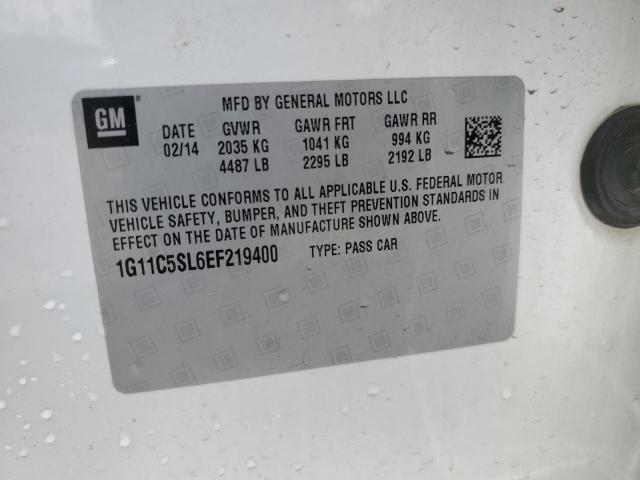 GM
MFD BY GENERAL MOTORS LLC
DATE GVWR GAWR FRT GAWR RR
02/14 2035 KG 1041 KG 994 KG
4487 LB 2295 LB 2192 LB
THIS VEHICLE CONFORMS TO ALL APPLICABLE U.S. FEDERAL MOTOR
VEHICLE SAFETY, BUMPER, AND THEFT PREVENTION STANDARDS IN
EFFECT ON THE DATE OF MANUFACTURE SHOWN ABOVE.
1G11C5SL6EF219400 TYPE: PASS CAR